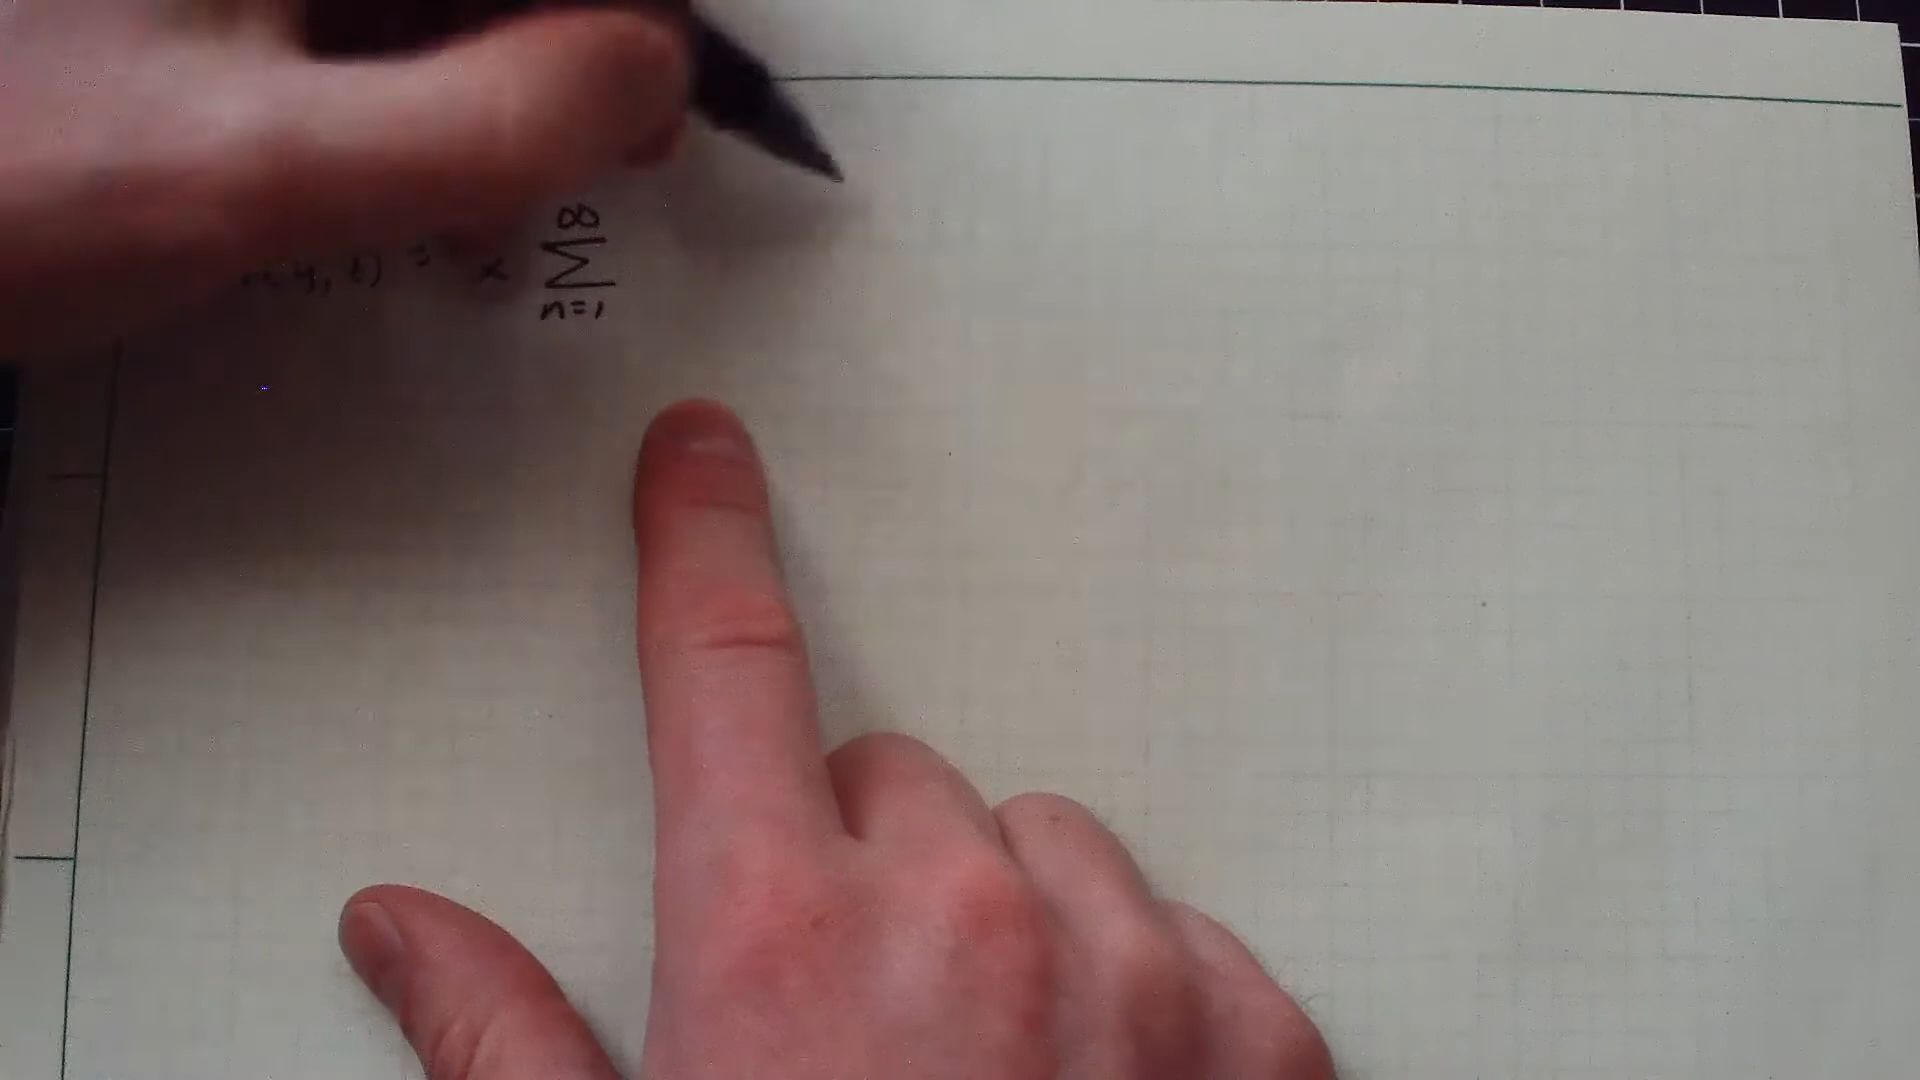 y, t) = x ∑_{n=1}^{∞}